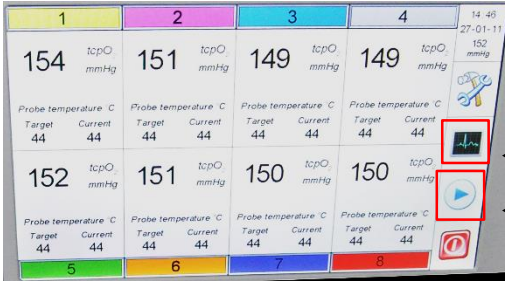 1 2 3 4 14 46
27-01-11
152
mmHg
154 tcpO2 mmHg 151 tcpO2 mmHg 149 tcpO2 mmHg 149 tcpO2 mmHg
Probe temperature °C Probe temperature °C Probe temperature °C Probe temperature °C
Target Current Target Current Target Current Target Current
44 44 44 44 44 44 44 44
152 tcpO2 mmHg 151 tcpO2 mmHg 150 tcpO2 mmHg 150 tcpO2 mmHg
Probe temperature °C Probe temperature °C Probe temperature °C Probe temperature °C
Target Current Target Current Target Current Target Current
44 44 44 44 44 44 44 44
5 6 7 8